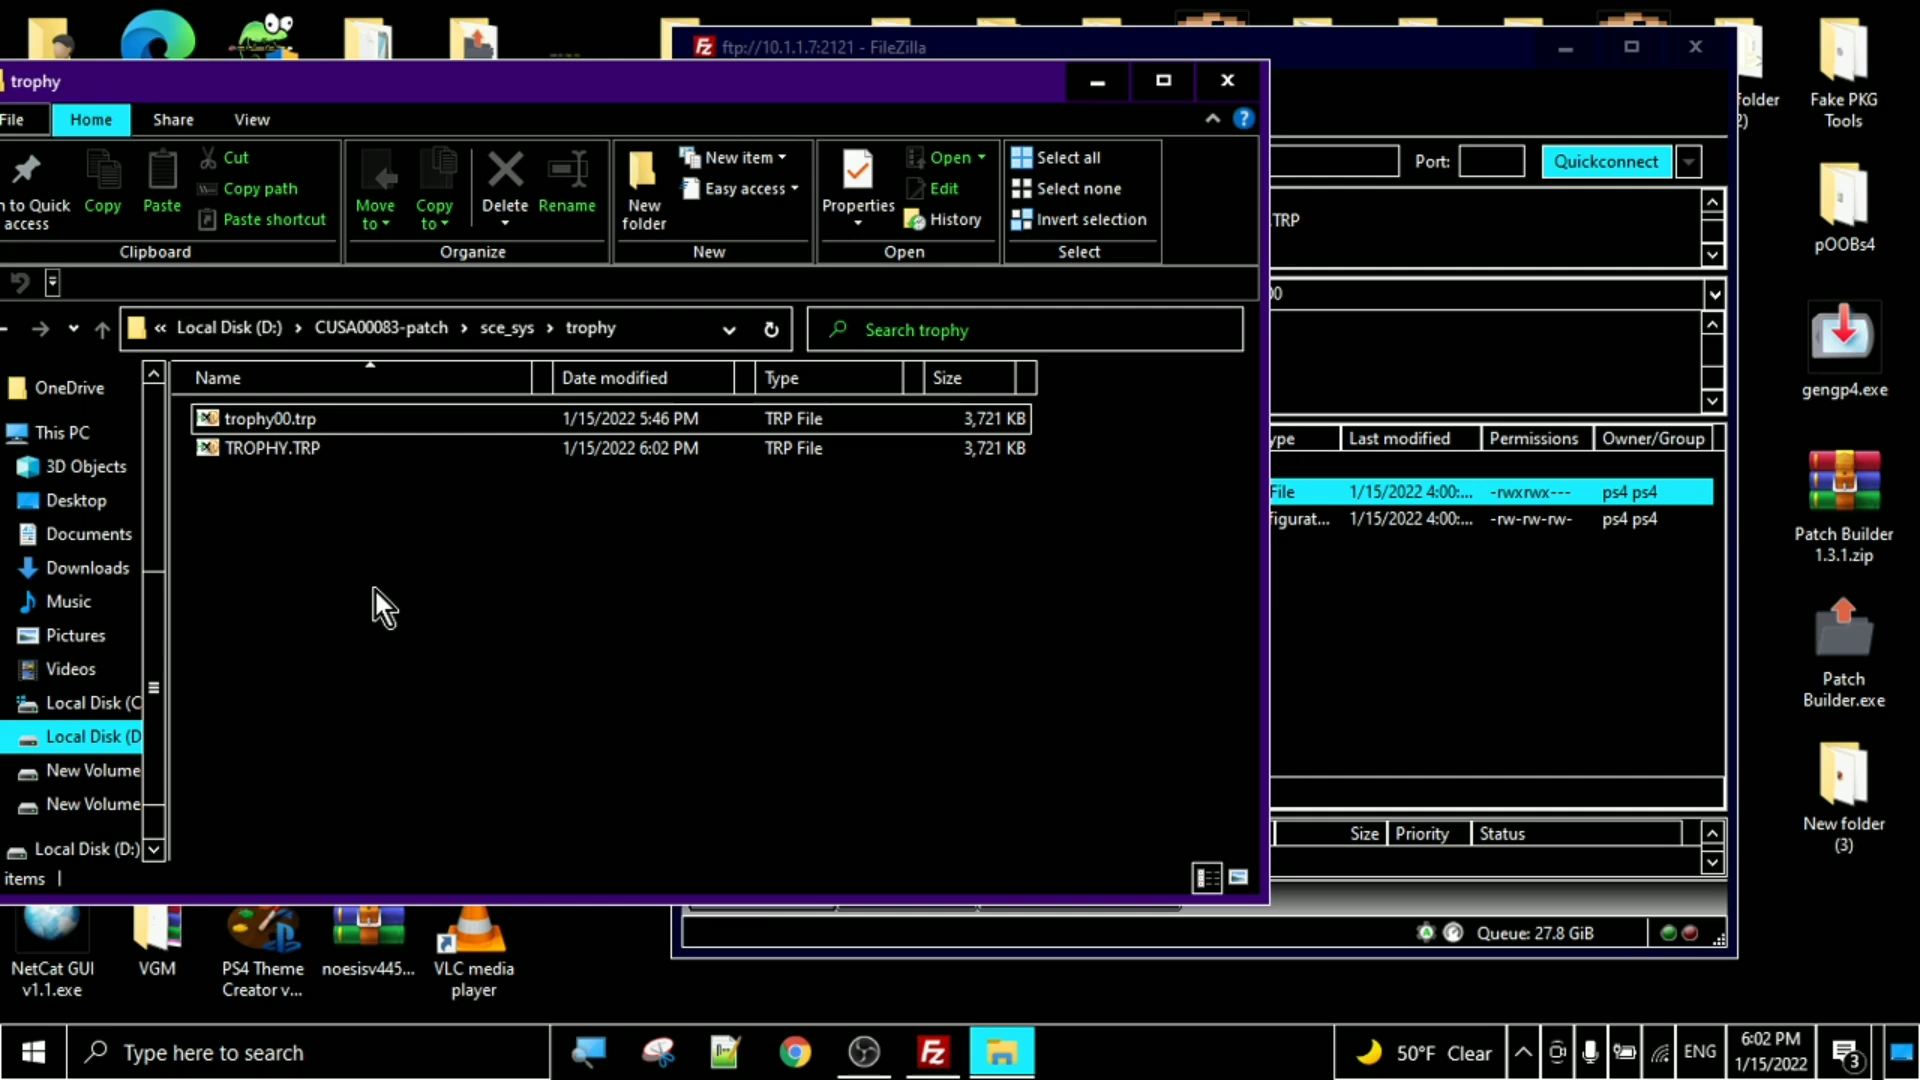 ftp://10.1.1.7:2121 - FileZilla
trophy
File
Home
Share
View
Cut
Copy path
Paste shortcut
n to Quick access
Copy
Paste
Clipboard
Move to
Copy to
Delete
Rename
Organize
New folder
New item
Easy access
New
Properties
Open
Edit
History
Open
Select all
Select none
Invert selection
Select
« Local Disk (D:) › CUSA00083-patch › sce_sys › trophy
Search trophy
Name
Date modified
Type
Size
trophy00.trp 1/15/2022 5:46 PM TRP File 3,721 KB
TROPHY.TRP 1/15/2022 6:02 PM TRP File 3,721 KB
OneDrive
This PC
3D Objects
Desktop
Documents
Downloads
Music
Pictures
Videos
Local Disk (C
Local Disk (D
New Volume
New Volume
Local Disk (D:)
items
Port:
Quickconnect
.TRP
00
ype
Last modified
Permissions
Owner/Group
File 1/15/2022 4:00:... -rwxrwx--- ps4 ps4
figurat... 1/15/2022 4:00:... -rw-rw-rw- ps4 ps4
Size
Priority
Status
Queue: 27.8 GiB
folder
2)
Fake PKG
Tools
pOOBs4
gengp4.exe
Patch Builder
1.3.1.zip
Patch
Builder.exe
New folder
(3)
NetCat GUI
v1.1.exe
VGM
PS4 Theme
Creator v...
noesisv445...
VLC media
player
Type here to search
50°F Clear
ENG
6:02 PM
1/15/2022
3